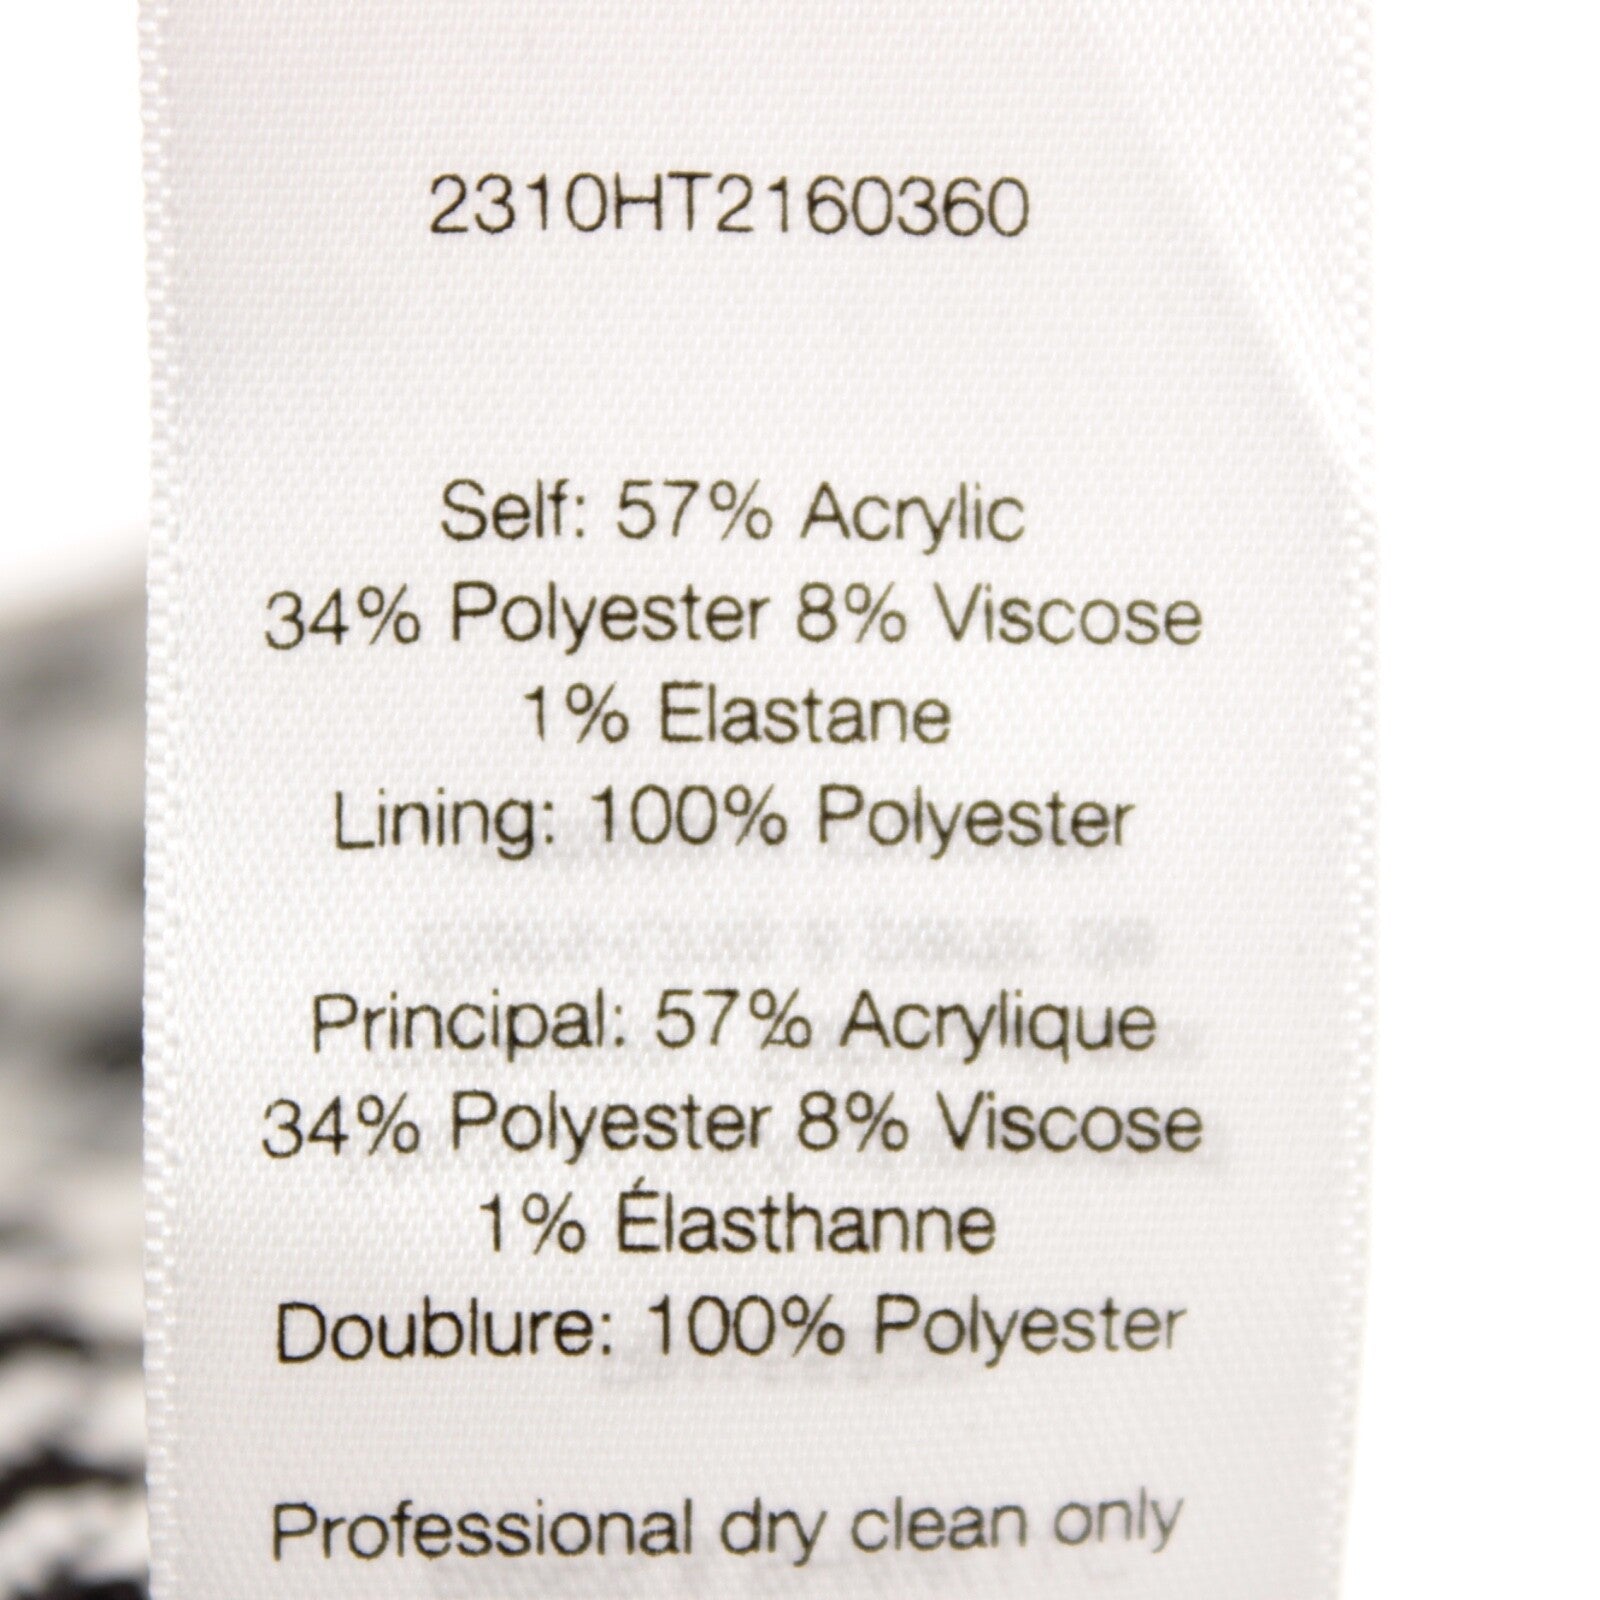 2310HT2160360
Self: 57% Acrylic
34% Polyester 8% Viscose
1% Elastane
Lining: 100% Polyester
Principal: 57% Acrylique
34% Polyester 8% Viscose
1% Élasthanne
Doublure: 100% Polyester
Professional dry clean only